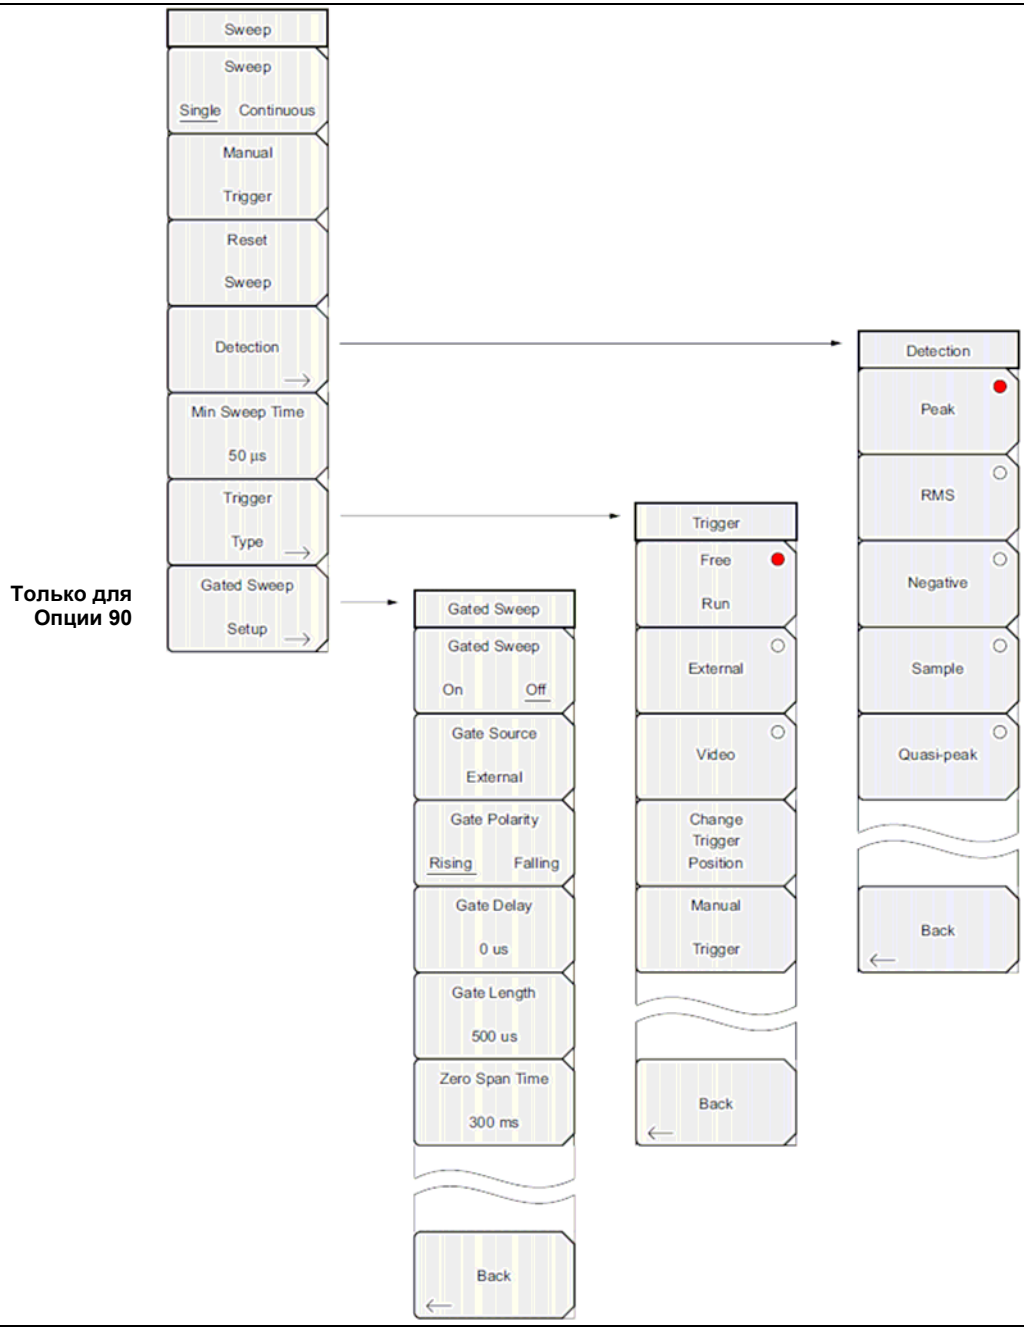 Sweep
Sweep
Single Continuous
Manual
Trigger
Reset
Sweep
Detection
Min Sweep Time
50 µs
Trigger
Type
Gated Sweep
Setup
Только для
Опции 90
Gated Sweep
Gated Sweep
On Off
Gate Source
External
Gate Polarity
Rising Falling
Gate Delay
0 us
Gate Length
500 us
Zero Span Time
300 ms
Back
Trigger
Free
Run
External
Video
Change
Trigger
Position
Manual
Trigger
Back
Detection
Peak
RMS
Negative
Sample
Quasi-peak
Back